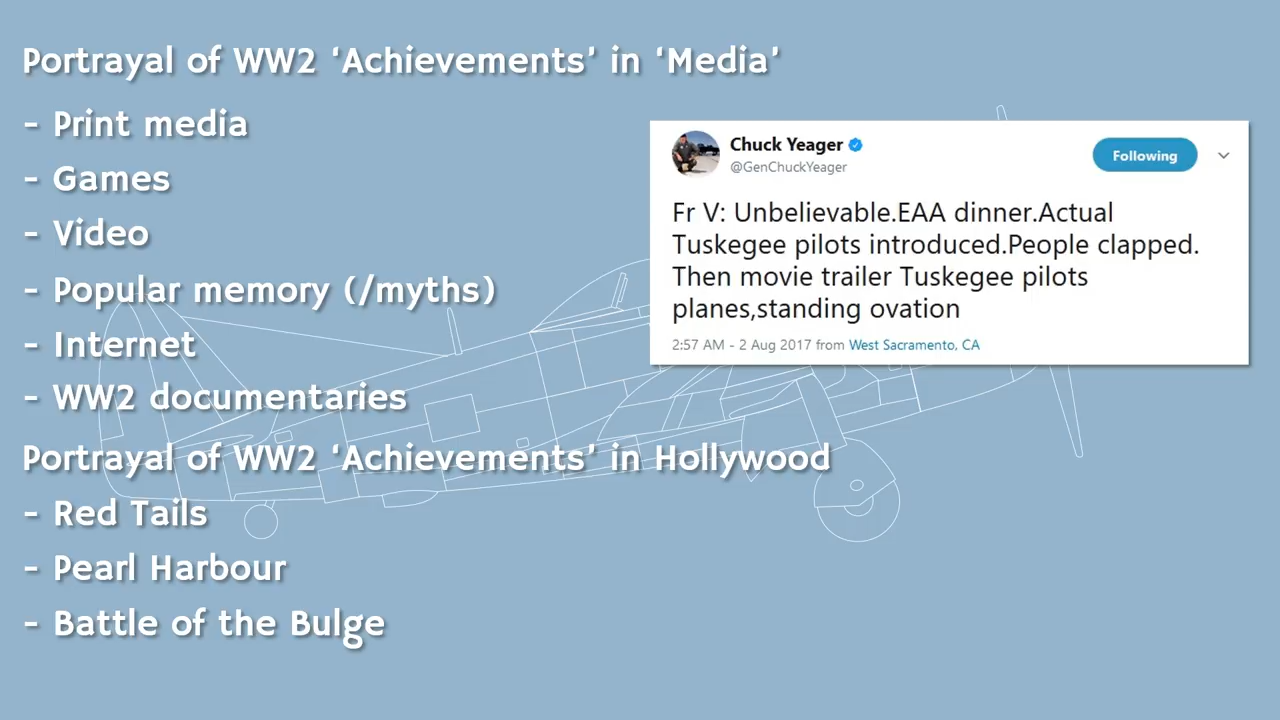 Portrayal of WW2 ‘Achievements’ in ‘Media’
- Print media
- Games
- Video
- Popular memory (/myths)
- Internet
- WW2 documentaries
Portrayal of WW2 ‘Achievements’ in Hollywood
- Red Tails
- Pearl Harbour
- Battle of the Bulge
Chuck Yeager
@GenChuckYeager
Following
Fr V: Unbelievable.EAA dinner.Actual
Tuskegee pilots introduced.People clapped.
Then movie trailer Tuskegee pilots
planes,standing ovation
2:57 AM - 2 Aug 2017 from West Sacramento, CA